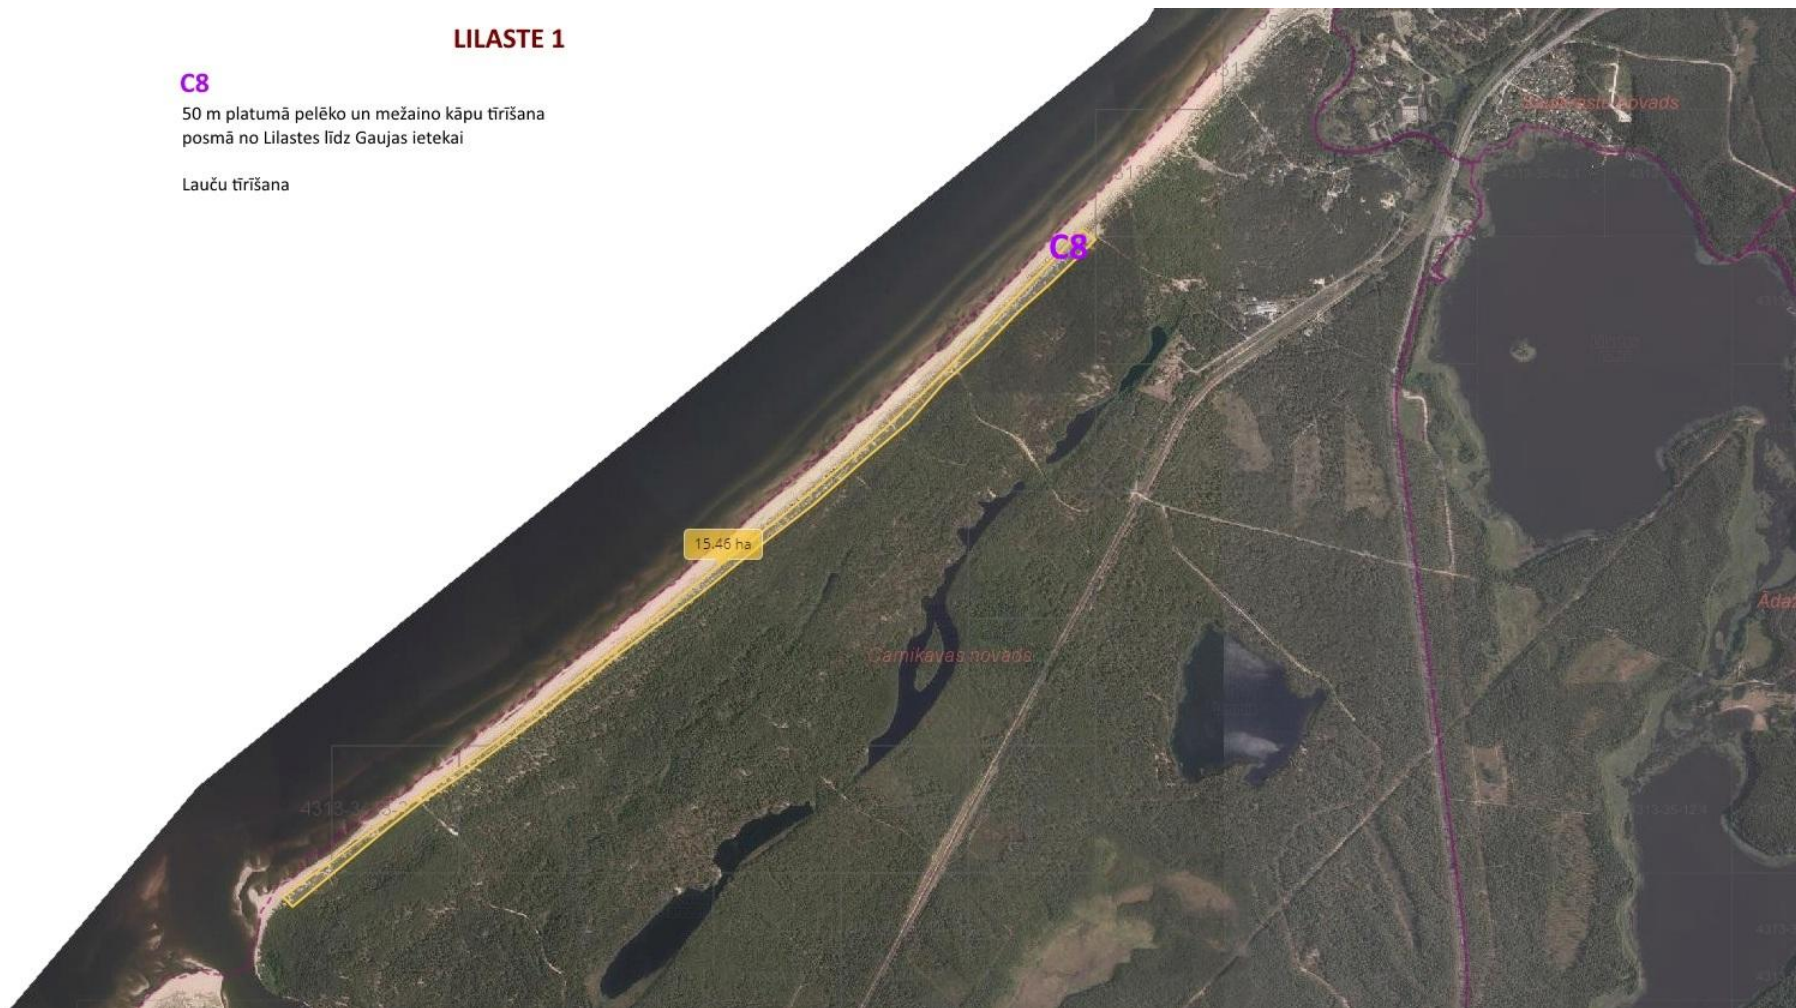 LILASTE 1
C8
50 m platumā pelēko un mežaino kāpu tīrīšana
posmā no Lilastes līdz Gaujas ietekai
Lauču tīrīšana
novads
C8
15.46 ha
Carnikavas novads